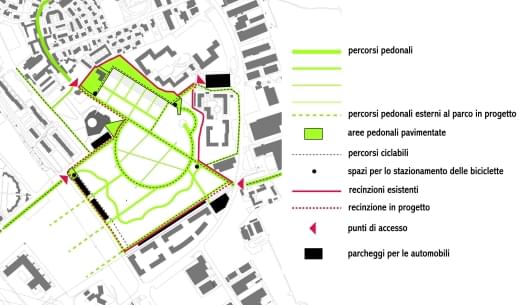 percorsi pedonali
percorsi pedonali esterni al parco in progetto
aree pedonali pavimentate
percorsi ciclabili
spazi per lo stazionamento delle biciclette
recinzioni esistenti
recinzione in progetto
punti di accesso
parcheggi per le automobili